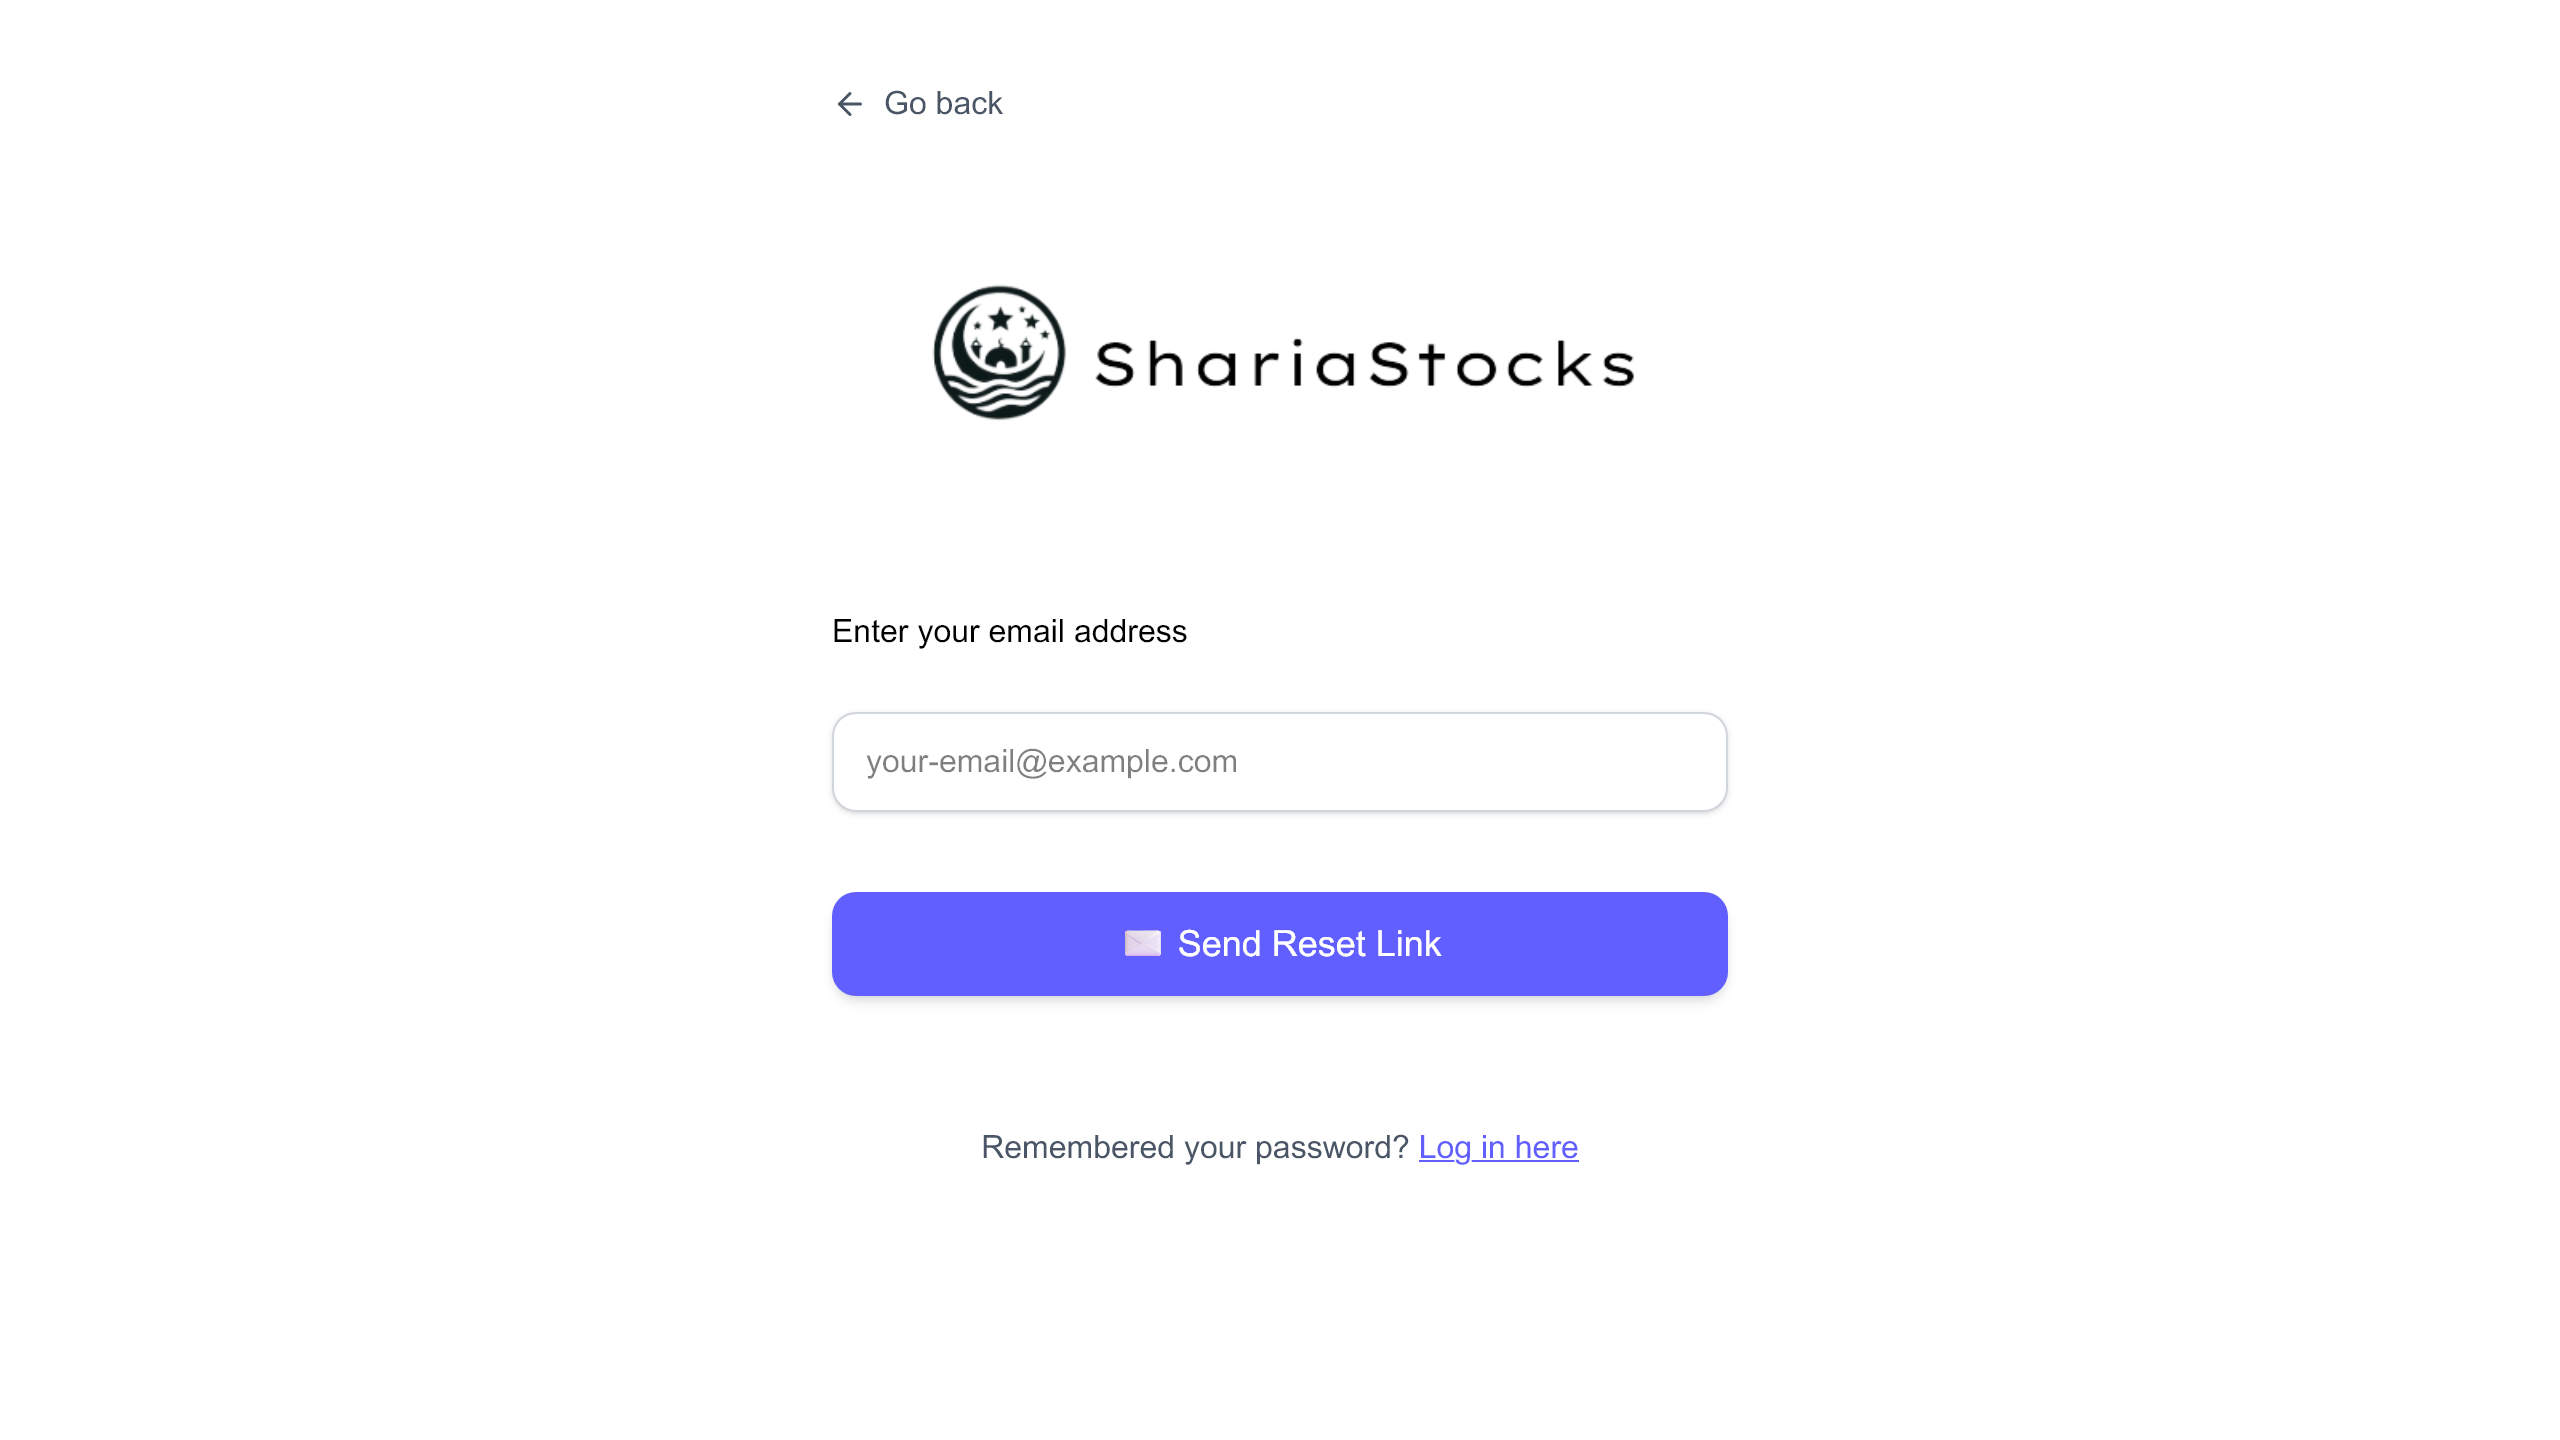 Go back
ShariaStocks
Enter your email address
your-email@example.com
Send Reset Link
Remembered your password? Log in here